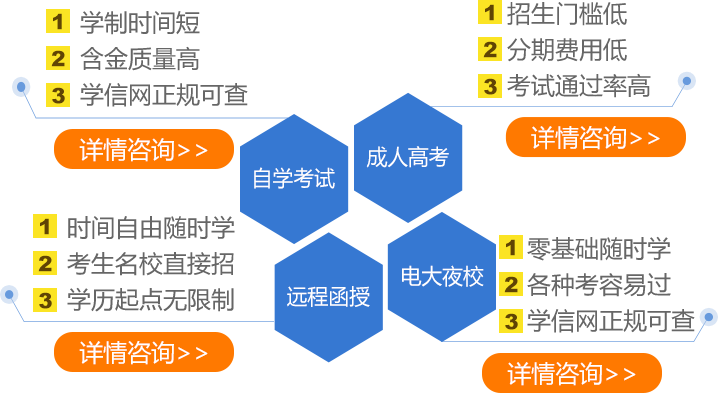 1 学制时间短
2 含金质量高
3 学信网正规可查
详情咨询>>
自学考试
1 招生门槛低
2 分期费用低
3 考试通过率高
详情咨询>>
成人高考
1 时间自由随时学
2 考生名校直接招
3 学历起点无限制
详情咨询>>
远程函授
电大夜校
1 零基础随时学
2 各种考容易过
3 学信网正规可查
详情咨询>>